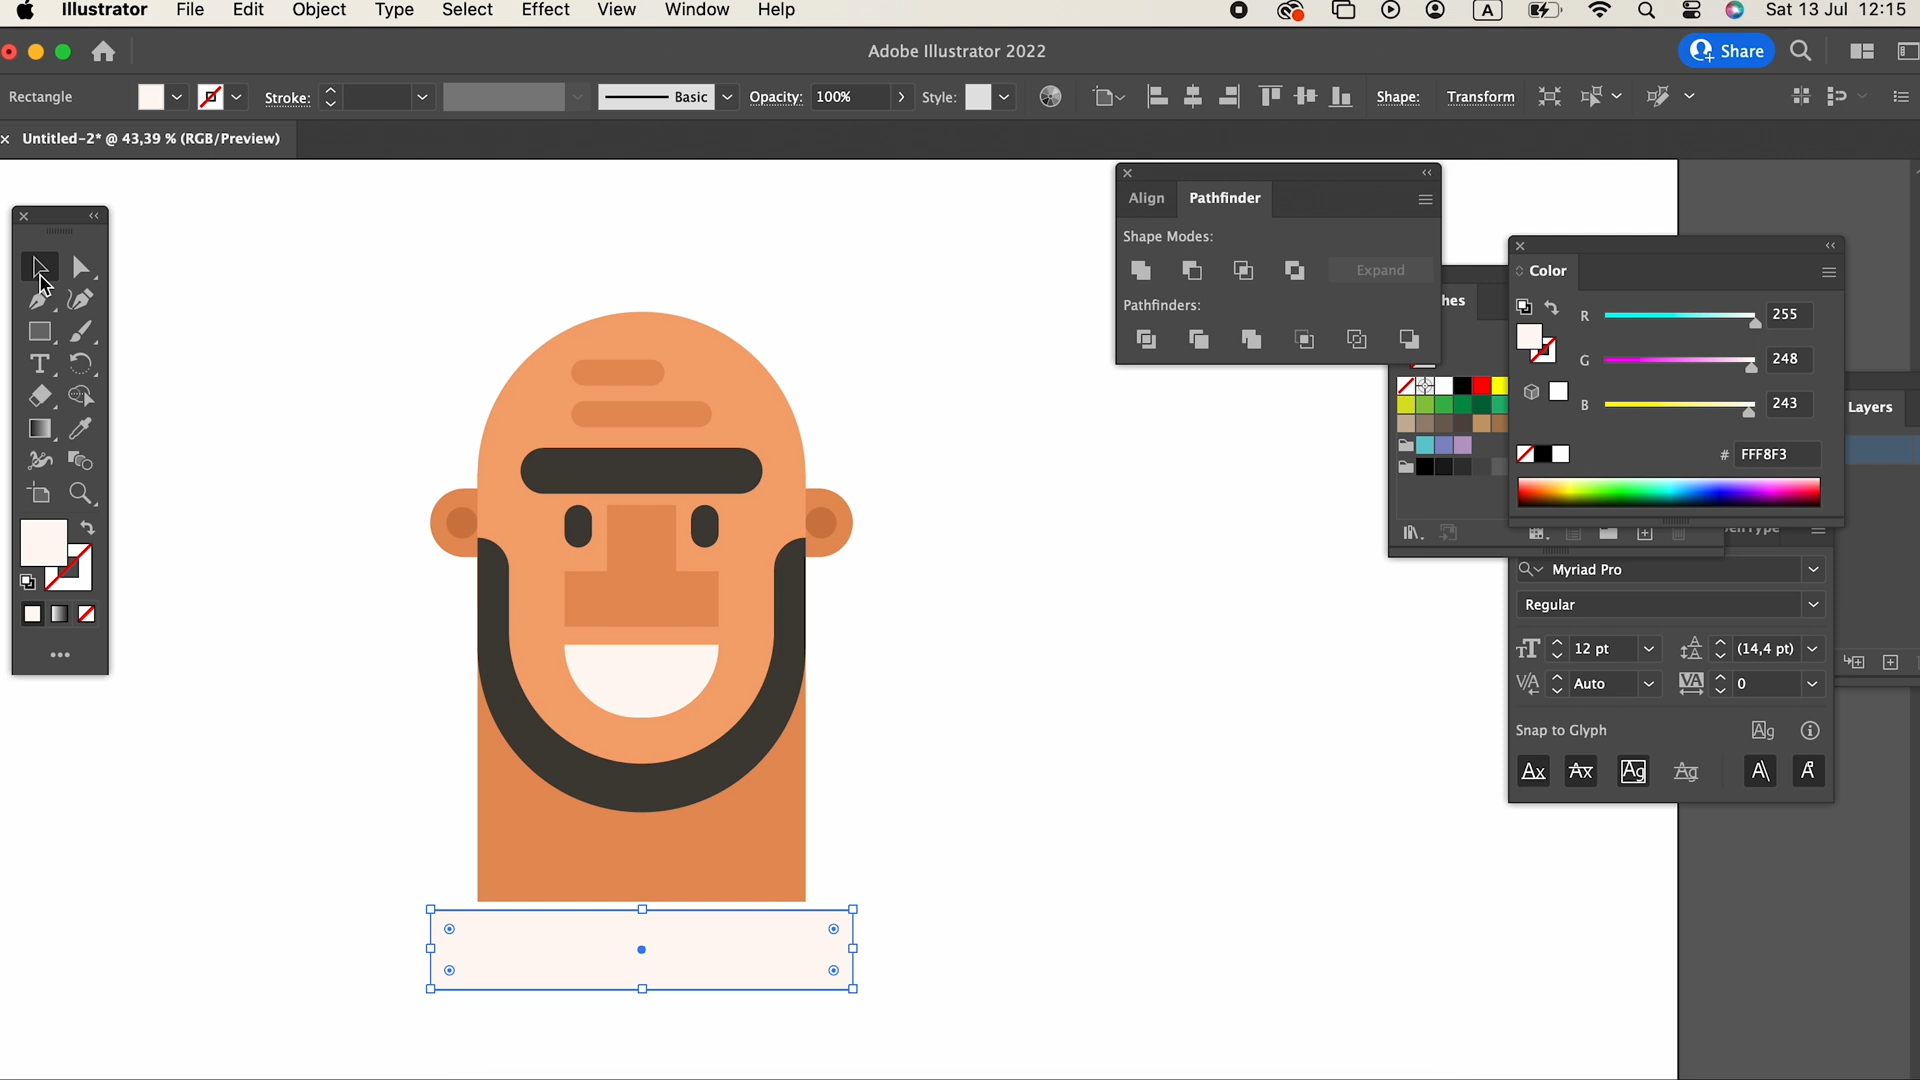 Illustrator File Edit Object Type Select Effect View Window Help A Sat 13 Jul 12:15
Adobe Illustrator 2022 Share
Rectangle Stroke: Basic Opacity: 100% Style: Shape: Transform
Untitled-2* @ 43,39 % (RGB/Preview)
Align Pathfinder
Shape Modes:
Expand
Pathfinders:
hes
Color
R 255
G 248
B 243
# FFF8F3
Layers
Myriad Pro
Regular
12 pt (14,4 pt)
Auto 0
Snap to Glyph